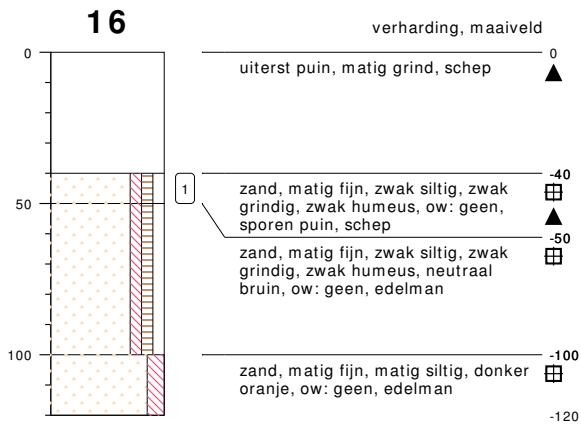 16
verharding, maaiveld
0
0
uiterst puin, matig grind, schep
-40
1
zand, matig fijn, zwak siltig, zwak
grindig, zwak humeus, ow: geen,
sporen puin, schep
50
-50
zand, matig fijn, zwak siltig, zwak
grindig, zwak humeus, neutraal
bruin, ow: geen, edelman
100
-100
zand, matig fijn, matig siltig, donker
oranje, ow: geen, edelman
-120